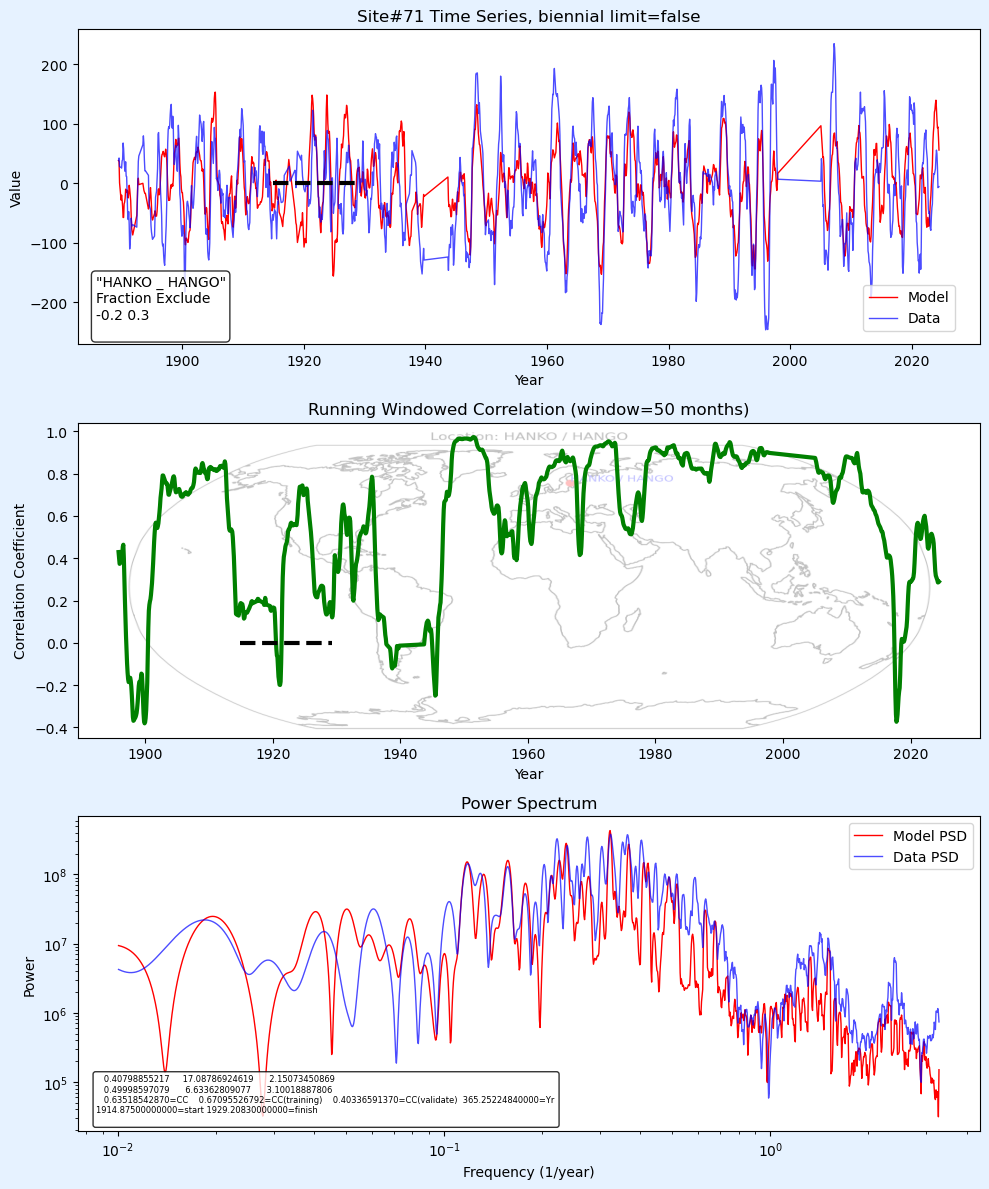 Site#71 Time Series, biennial limit=false
200
100
0
−100
−200
Value
"HANKO _ HANGO"
Fraction Exclude
-0.2 0.3
Model
Data
1900 1920 1940 1960 1980 2000 2020
Year
Running Windowed Correlation (window=50 months)
Location: HANKO / HANGO
HANKO / HANGO
1.0
0.8
0.6
0.4
0.2
0.0
−0.2
−0.4
Correlation Coefficient
1900 1920 1940 1960 1980 2000 2020
Year
Power Spectrum
Model PSD
Data PSD
10^8
10^7
10^6
10^5
Power
0.40798855217 17.08786924619 2.15073450869
0.49998597079 6.63362809077 3.10018887806
0.63518542870=CC 0.67095526792=CC(training) 0.40336591370=CC(validate) 365.25224840000=Yr
1914.87500000000=start 1929.20830000000=finish
10^−2 10^−1 10^0
Frequency (1/year)